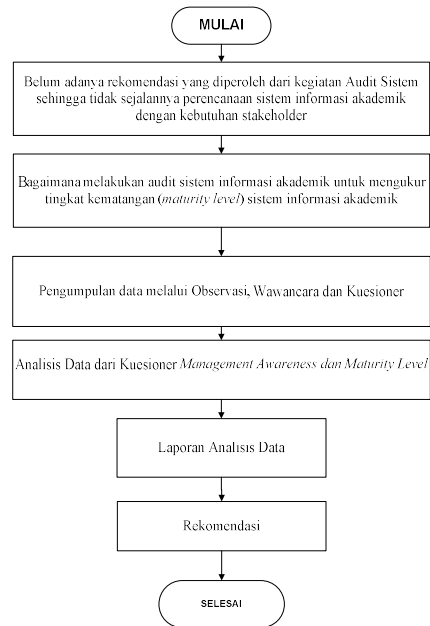 MULAI
Belum adanya rekomendasi yang diperoleh dari kegiatan Audit Sistem
sehingga tidak sejalannya perencanaan sistem informasi akademik
dengan kebutuhan stakeholder
Bagaimana melakukan audit sistem informasi akademik untuk mengukur
tingkat kematangan (maturity level) sistem informasi akademik
Pengumpulan data melalui Observasi, Wawancara dan Kuesioner
Analisis Data dari Kuesioner Management Awareness dan Maturity Level
Laporan Analisis Data
Rekomendasi
SELESAI